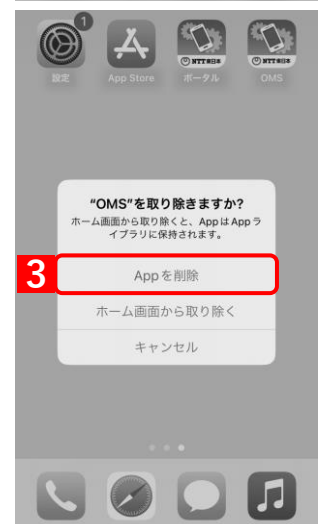 1
NTT東日本
NTT東日本
設定
App Store
ポータル
OMS
“OMS”を取り除きますか?
ホーム画面から取り除くと、AppはAppラ
イブラリに保持されます。
3
Appを削除
ホーム画面から取り除く
キャンセル